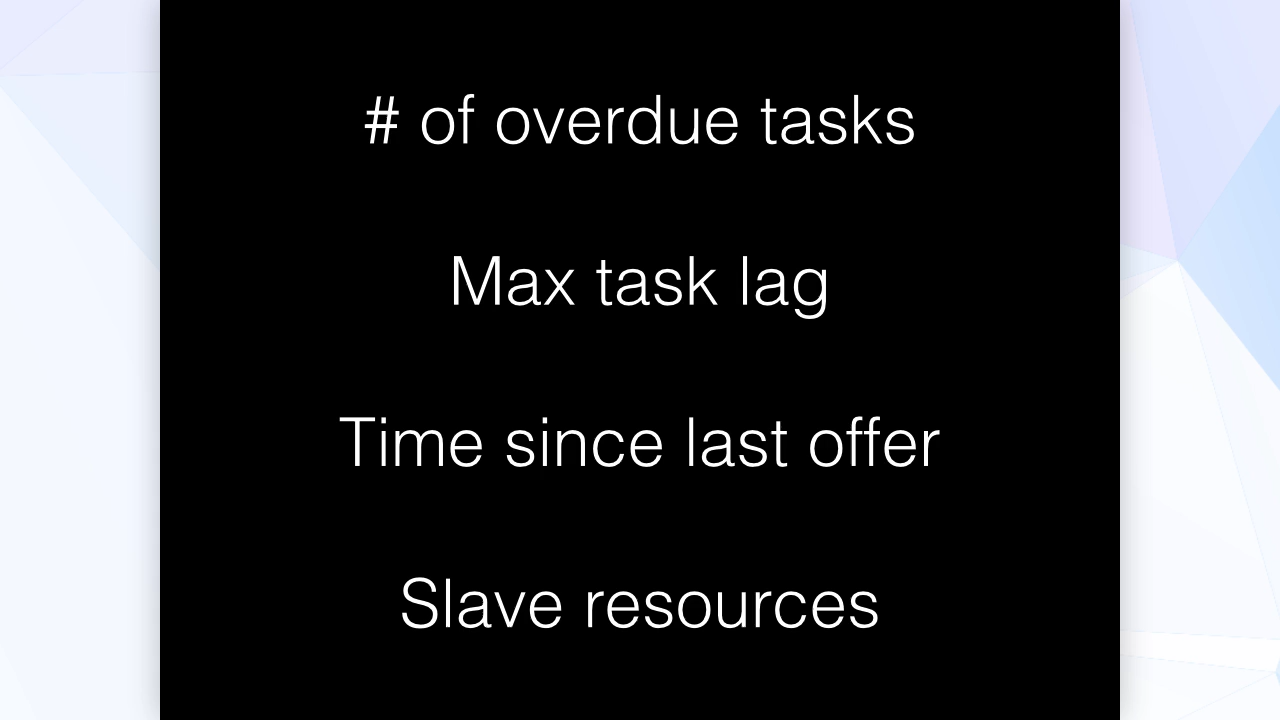 # of overdue tasks
Max task lag
Time since last offer
Slave resources